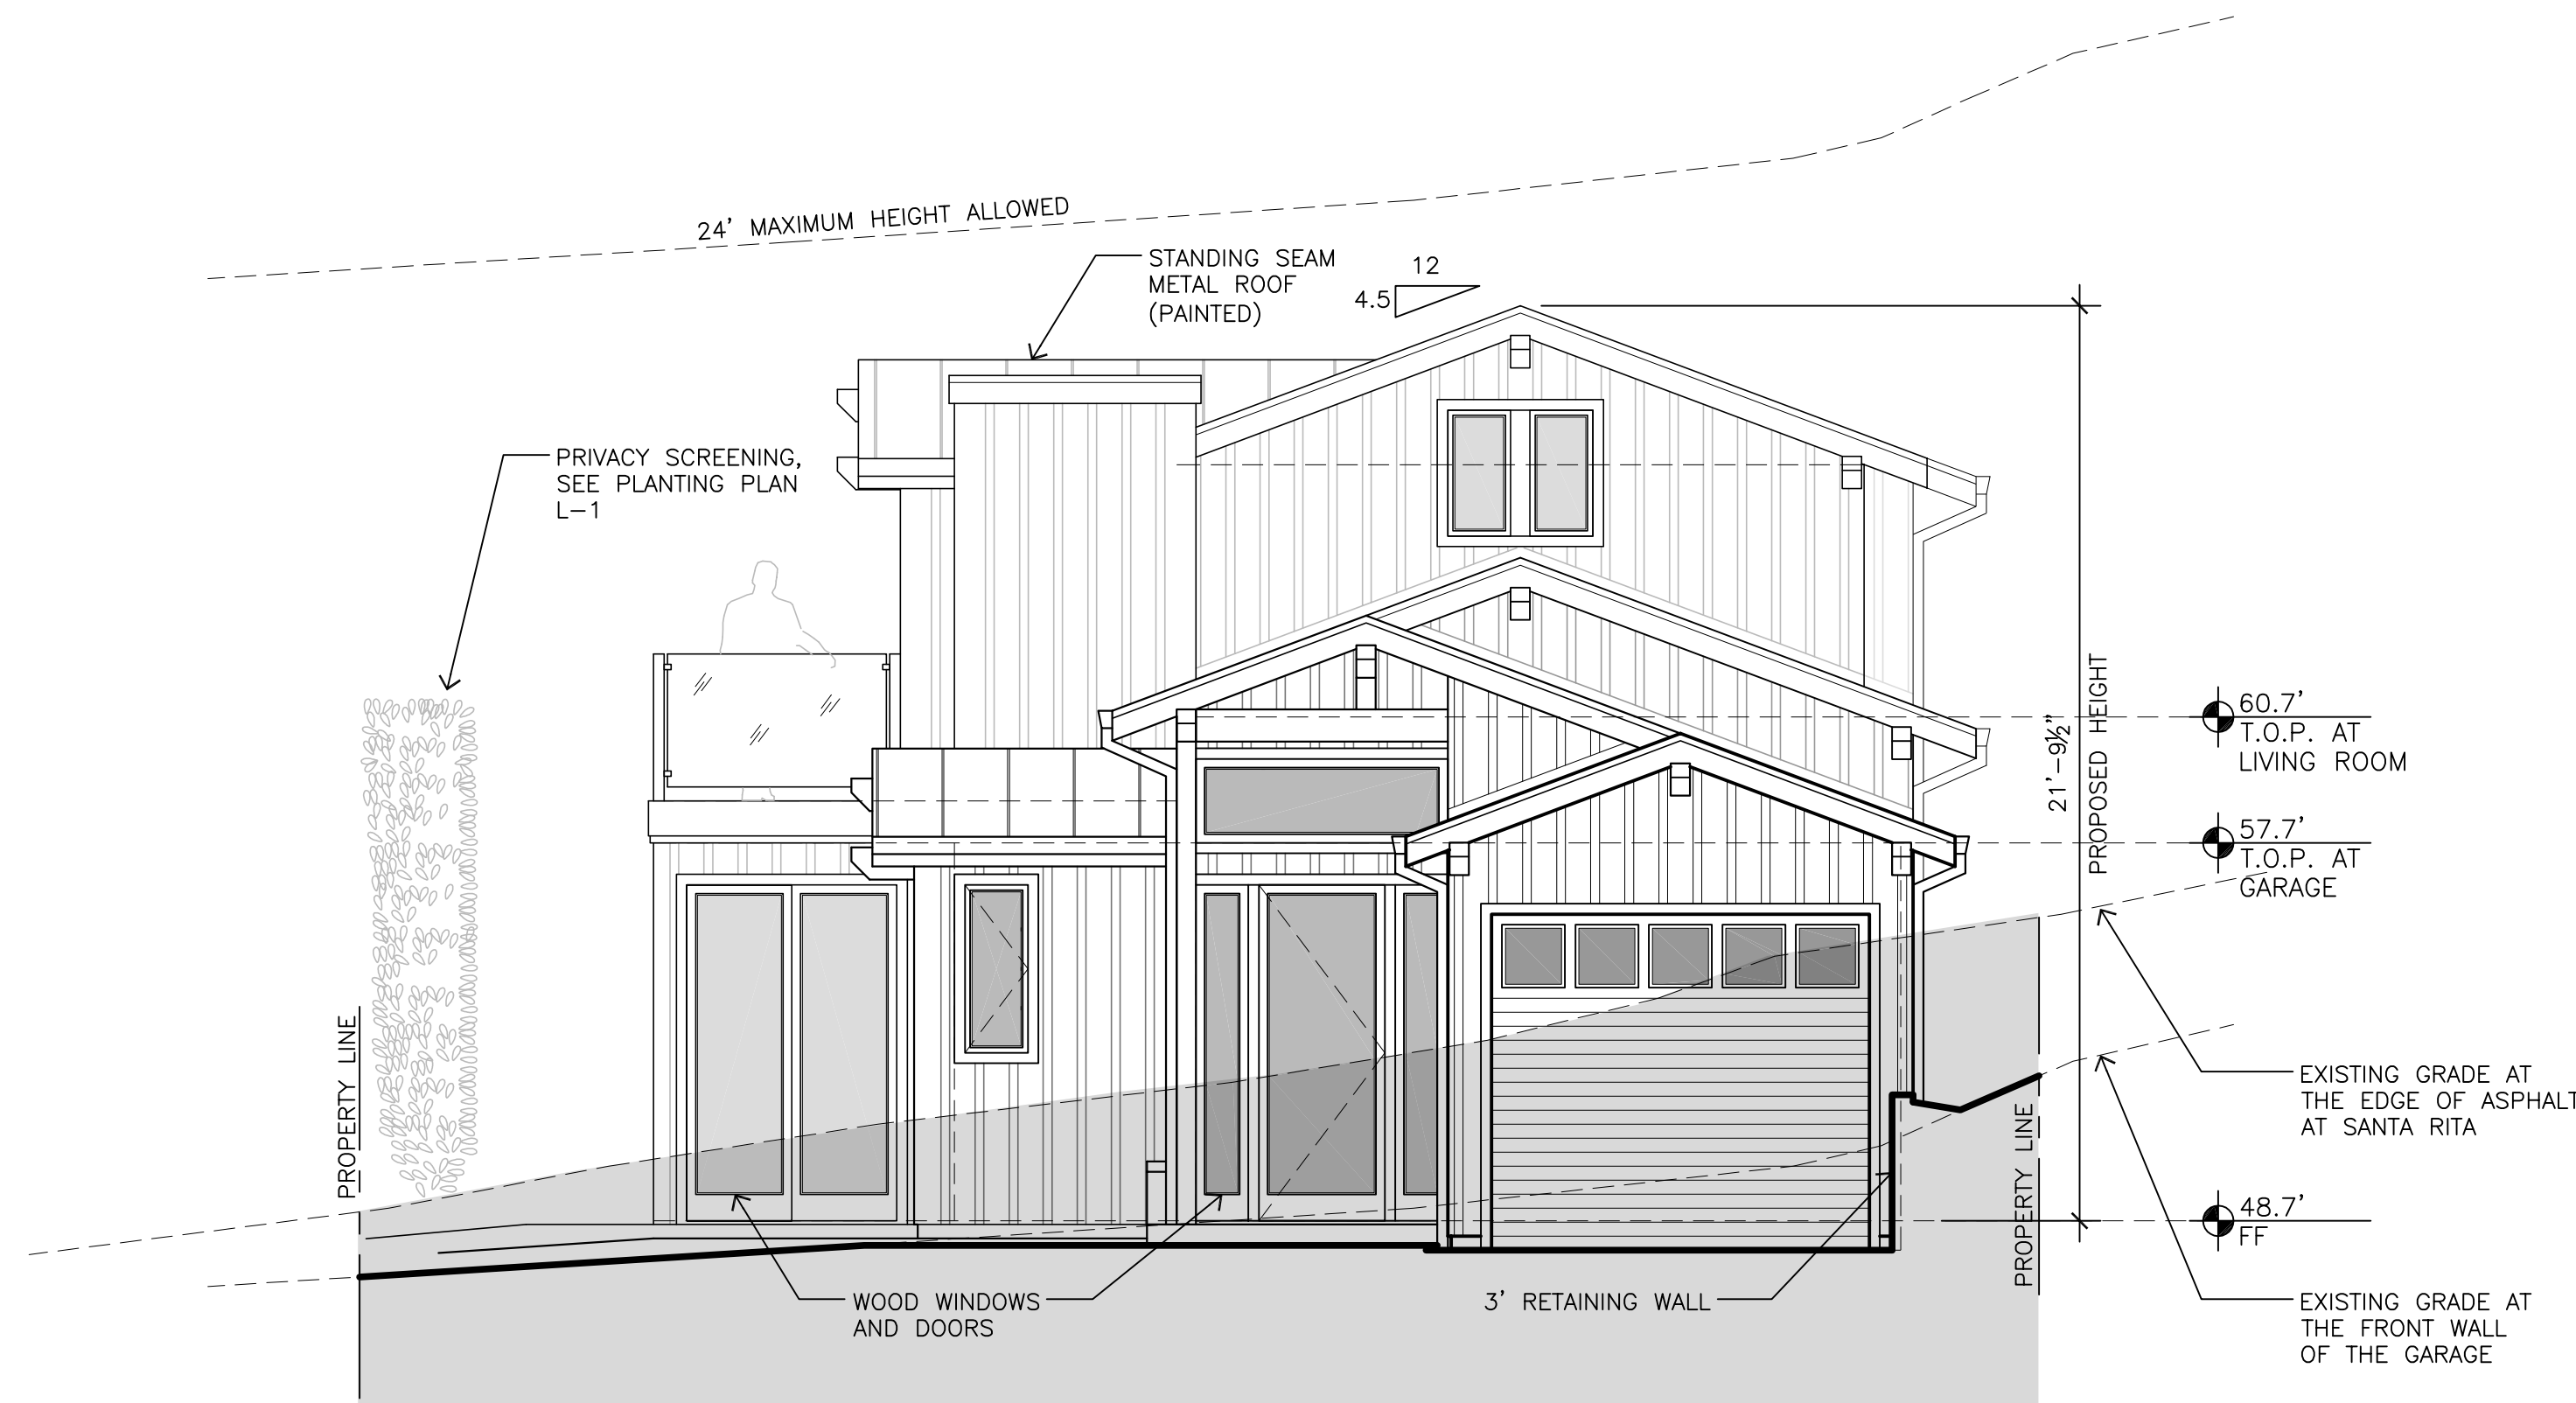 24' MAXIMUM HEIGHT ALLOWED
STANDING SEAM
METAL ROOF
(PAINTED)
12
4.5
PRIVACY SCREENING,
SEE PLANTING PLAN
L-1
60.7'
T.O.P. AT
LIVING ROOM
21'-9½"
PROPOSED HEIGHT
57.7'
T.O.P. AT
GARAGE
PROPERTY LINE
EXISTING GRADE AT
THE EDGE OF ASPHALT
AT SANTA RITA
PROPERTY LINE
48.7'
FF
WOOD WINDOWS
AND DOORS
3' RETAINING WALL
EXISTING GRADE AT
THE FRONT WALL
OF THE GARAGE